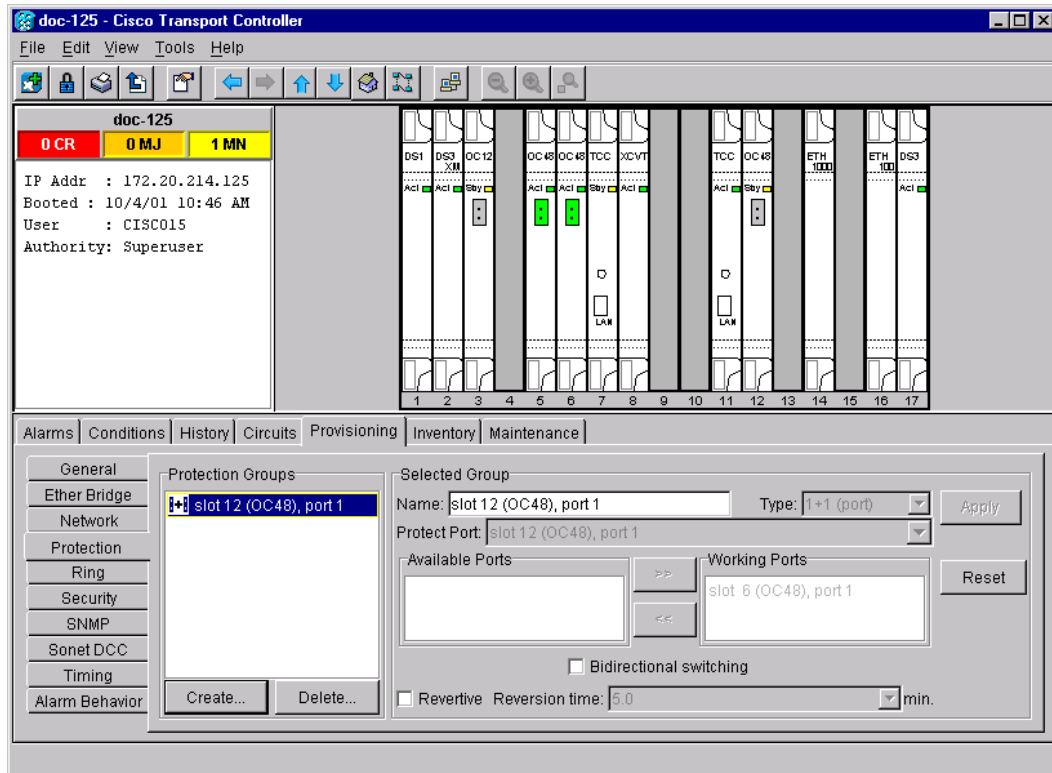 doc-125 - Cisco Transport Controller
File Edit View Tools Help
doc-125
0 CR 0 MJ 1 MN
IP Addr : 172.20.214.125
Booted : 10/4/01 10:46 AM
User : CISCO15
Authority: Superuser
DS1 DS3 XM OC12 OC48 OC48 TCC XCVT TCC OC48 ETH 1000 ETH 100 DS3
Act Act Sby Act Act Sby Act Act Sby Act
LAN LAN
1 2 3 4 5 6 7 8 9 10 11 12 13 14 15 16 17
Alarms Conditions History Circuits Provisioning Inventory Maintenance
General
Ether Bridge
Network
Protection
Ring
Security
SNMP
Sonet DCC
Timing
Alarm Behavior
Protection Groups
slot 12 (OC48), port 1
Create... Delete...
Selected Group
Name: slot 12 (OC48), port 1 Type: 1+1 (port) Apply
Protect Port: slot 12 (OC48), port 1
Available Ports >> Working Ports Reset
slot 6 (OC48), port 1
<<
Bidirectional switching
Revertive Reversion time: 5.0 min.